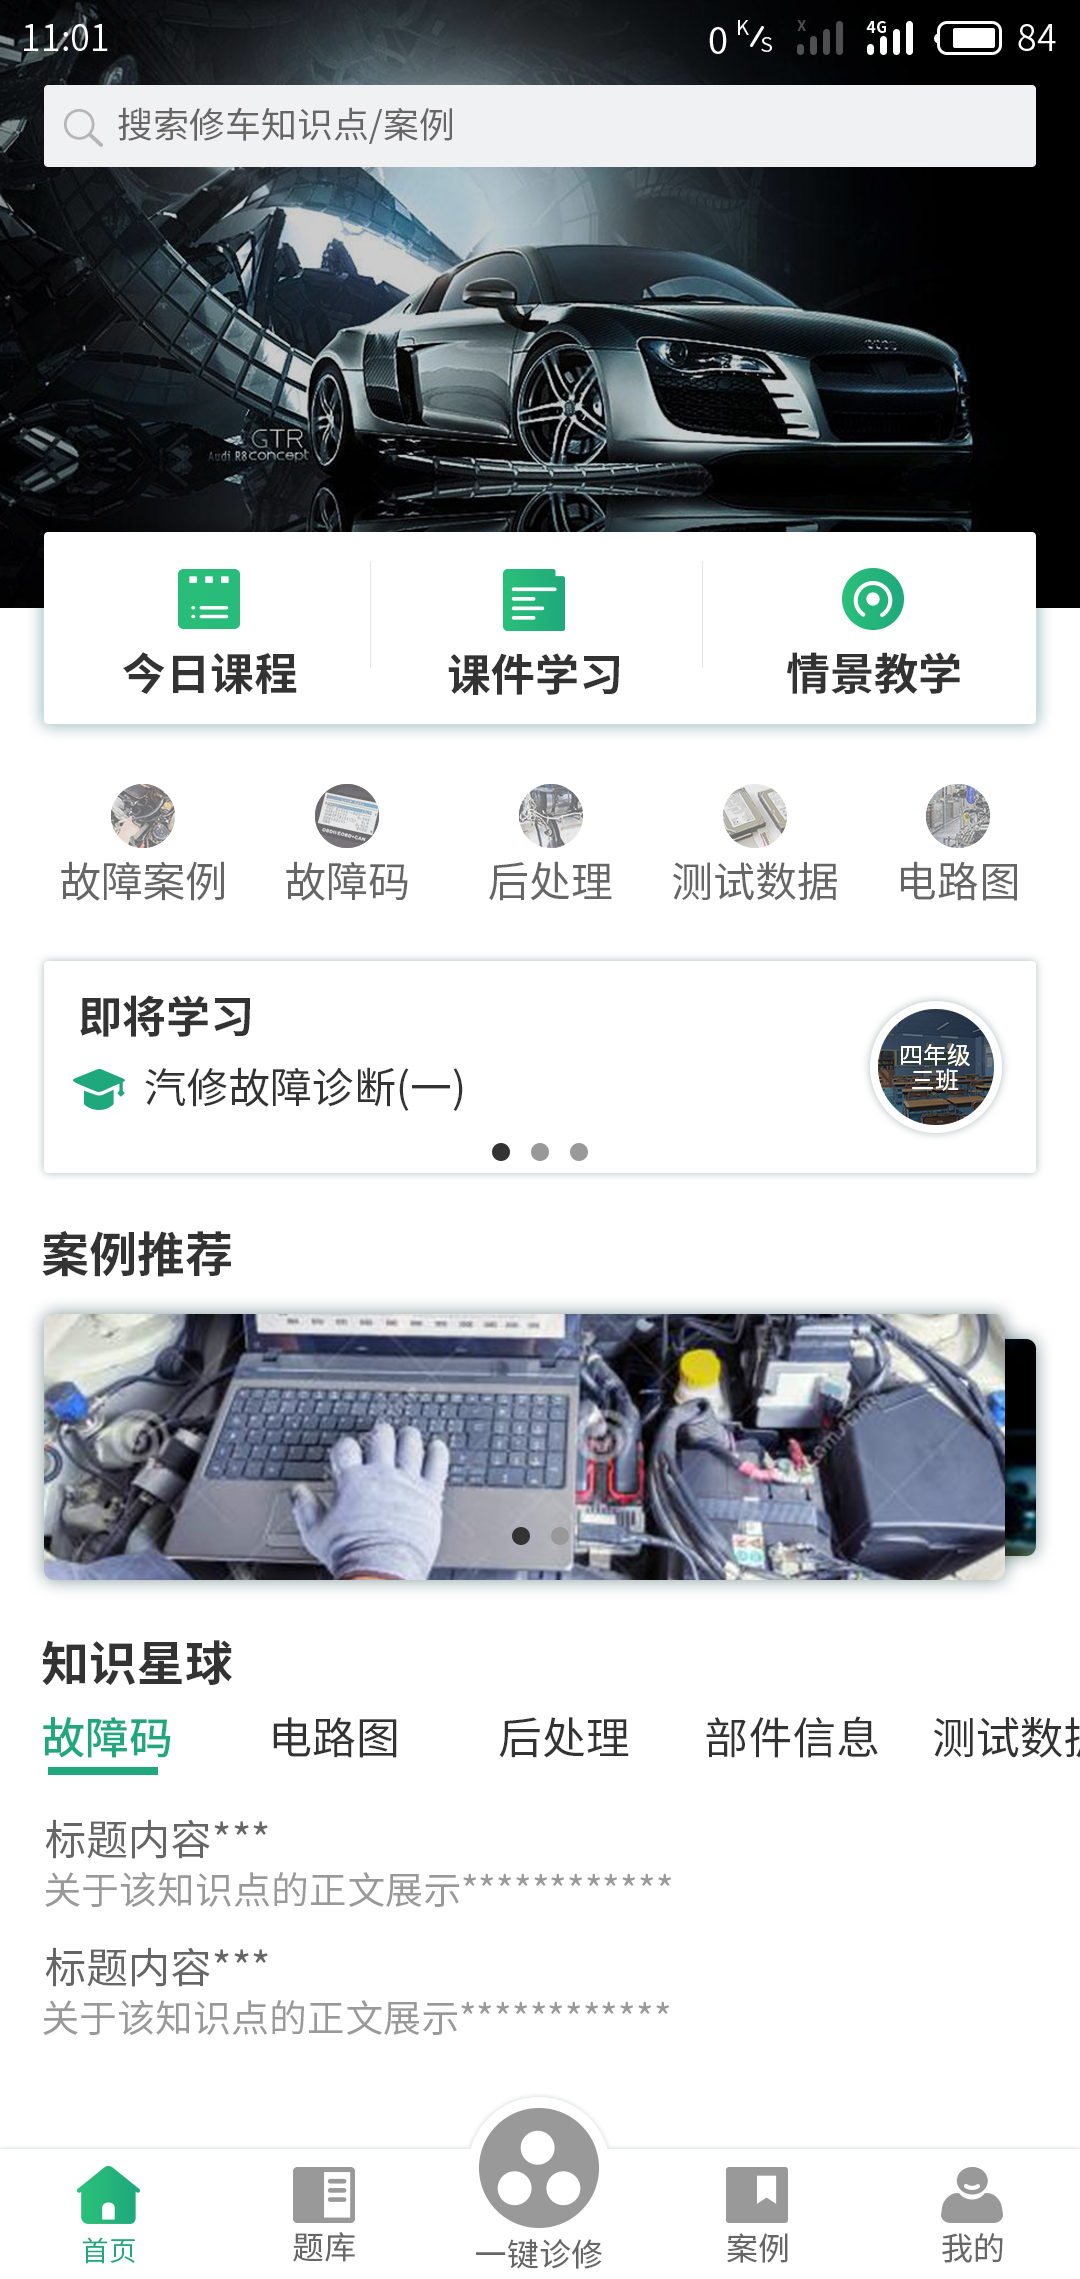 11:01
0 K/s
X
4G
84
搜索修车知识点/案例
GTR
Audi R8concept
今日课程
课件学习
情景教学
故障案例
故障码
后处理
测试数据
电路图
即将学习
汽修故障诊断(一)
四年级
三班
案例推荐
知识星球
故障码
电路图
后处理
部件信息
测试数据
标题内容***
关于该知识点的正文展示************
标题内容***
关于该知识点的正文展示************
首页
题库
一键诊修
案例
我的